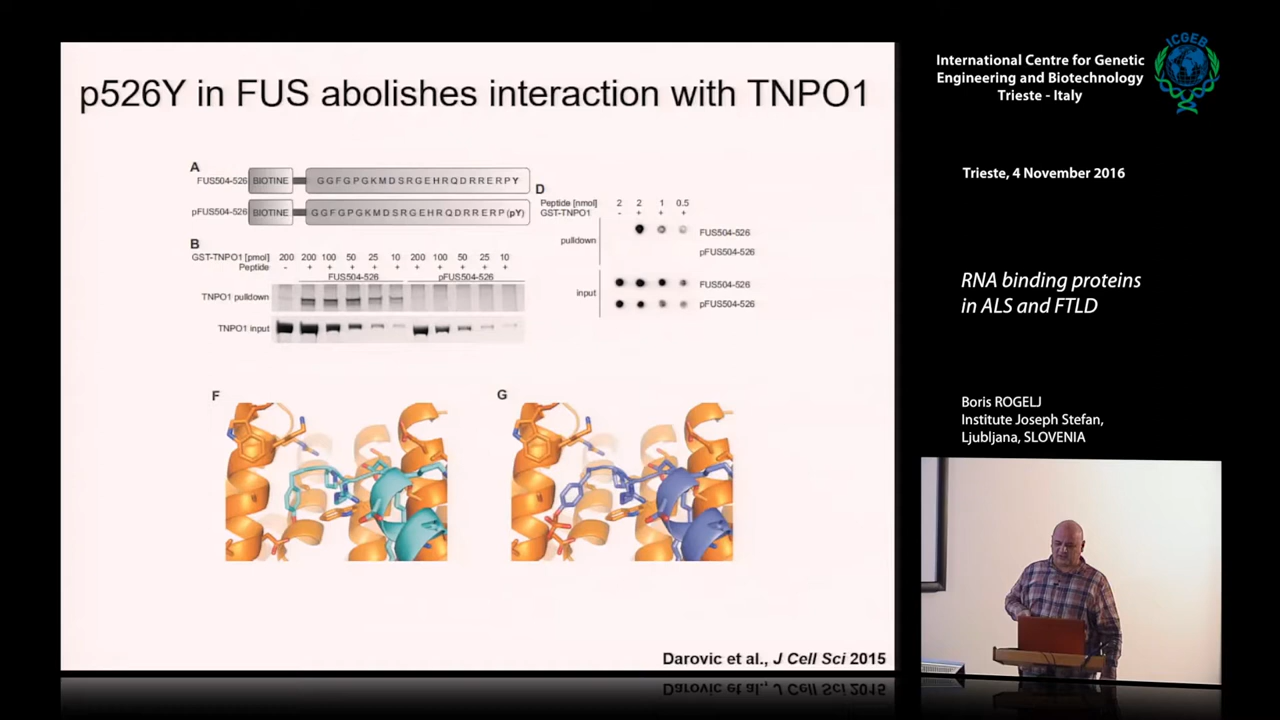 p526Y in FUS abolishes interaction with TNPO1
A
FUS504-526 BIOTINE GGFGPGKMDSRGEHRQDRRERPY
pFUS504-526 BIOTINE GGFGPGKMDSRGEHRQDRRERP(pY)
B
GST-TNPO1 [pmol] 200 200 100 50 25 10 200 100 50 25 10
Peptide - + + + + + + + + + +
FUS504-526 pFUS504-526
TNPO1 pulldown
TNPO1 input
D
Peptide [nmol] 2 2 1 0.5
GST-TNPO1 - + + +
pulldown
FUS504-526
pFUS504-526
input
FUS504-526
pFUS504-526
F
G
Darovic et al., J Cell Sci 2015
International Centre for Genetic
Engineering and Biotechnology
Trieste - Italy
ICGEB
Trieste, 4 November 2016
RNA binding proteins
in ALS and FTLD
Boris ROGELJ
Institute Joseph Stefan,
Ljubljana, SLOVENIA